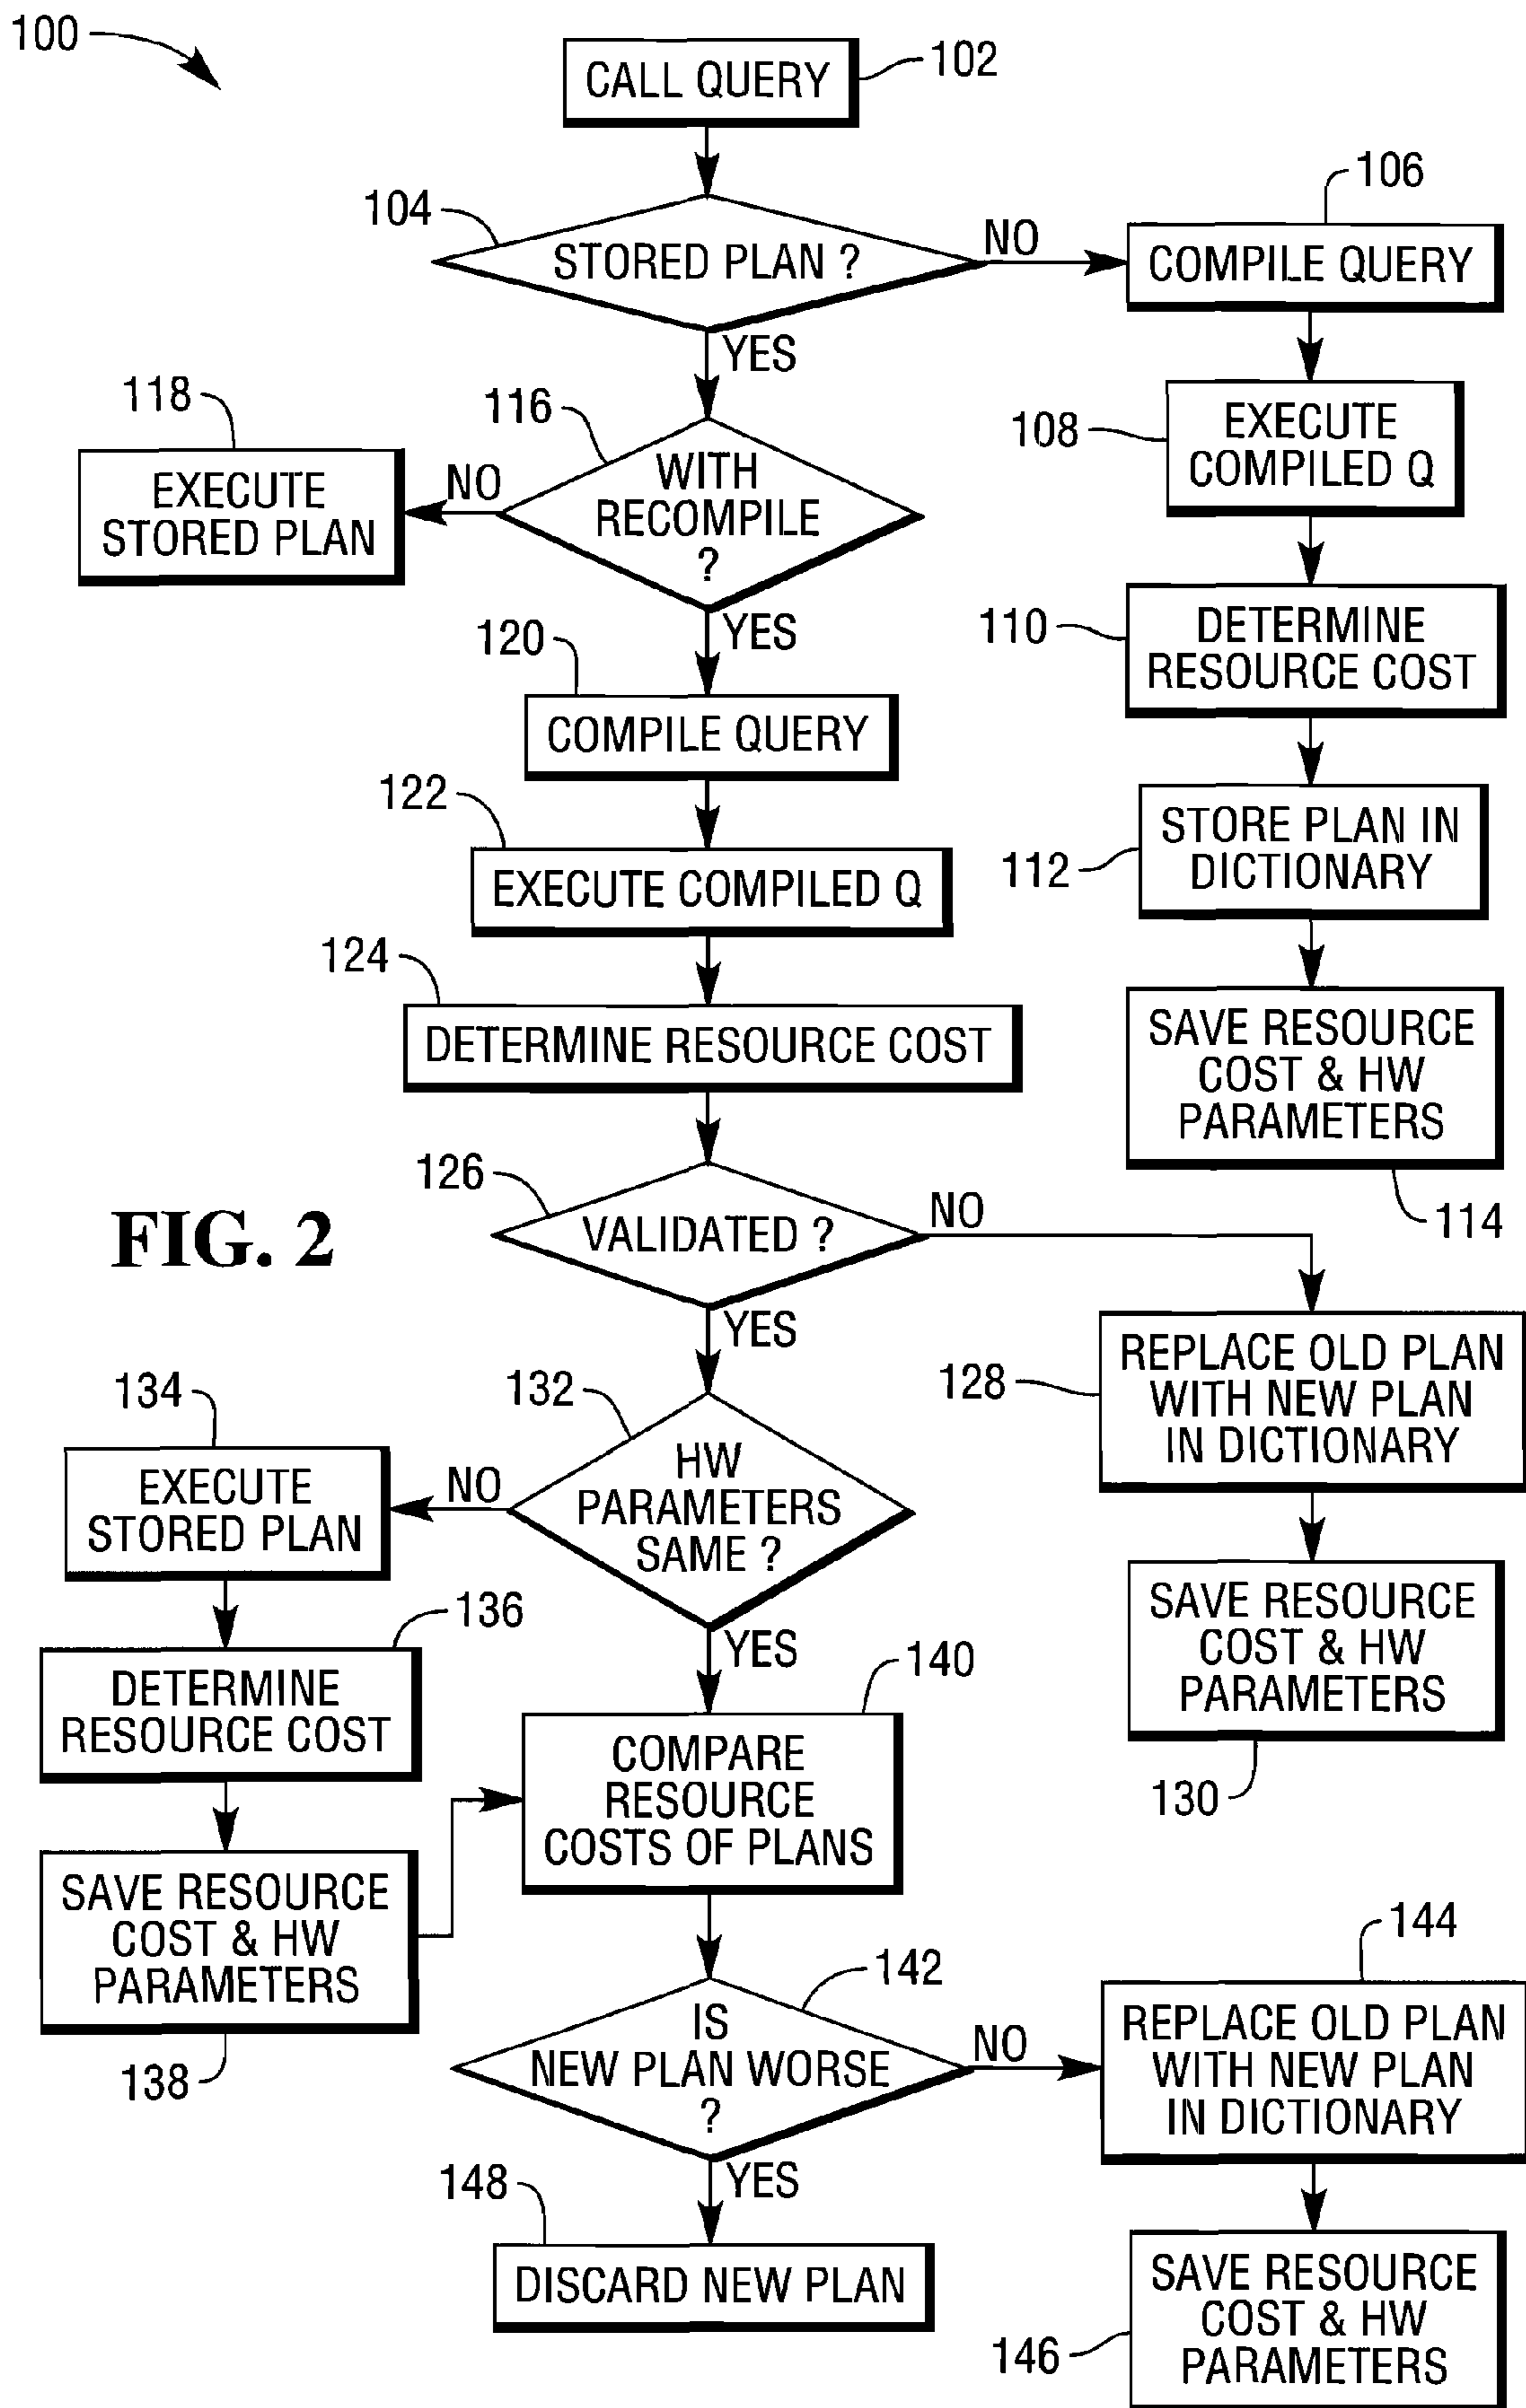 100
CALL QUERY
102
104
STORED PLAN ?
NO
106
COMPILE QUERY
YES
108
EXECUTE
COMPILED Q
118
EXECUTE
STORED PLAN
NO
116
WITH
RECOMPILE
?
YES
110
DETERMINE
RESOURCE COST
120
COMPILE QUERY
112
STORE PLAN IN
DICTIONARY
122
EXECUTE COMPILED Q
124
DETERMINE RESOURCE COST
SAVE RESOURCE
COST & HW
PARAMETERS
114
126
VALIDATED ?
NO
FIG. 2
YES
128
REPLACE OLD PLAN
WITH NEW PLAN
IN DICTIONARY
134
EXECUTE
STORED PLAN
NO
132
HW
PARAMETERS
SAME ?
YES
SAVE RESOURCE
COST & HW
PARAMETERS
130
136
DETERMINE
RESOURCE COST
140
COMPARE
RESOURCE
COSTS OF PLANS
SAVE RESOURCE
COST & HW
PARAMETERS
138
142
IS
NEW PLAN WORSE
?
NO
144
REPLACE OLD PLAN
WITH NEW PLAN
IN DICTIONARY
YES
148
DISCARD NEW PLAN
146
SAVE RESOURCE
COST & HW
PARAMETERS